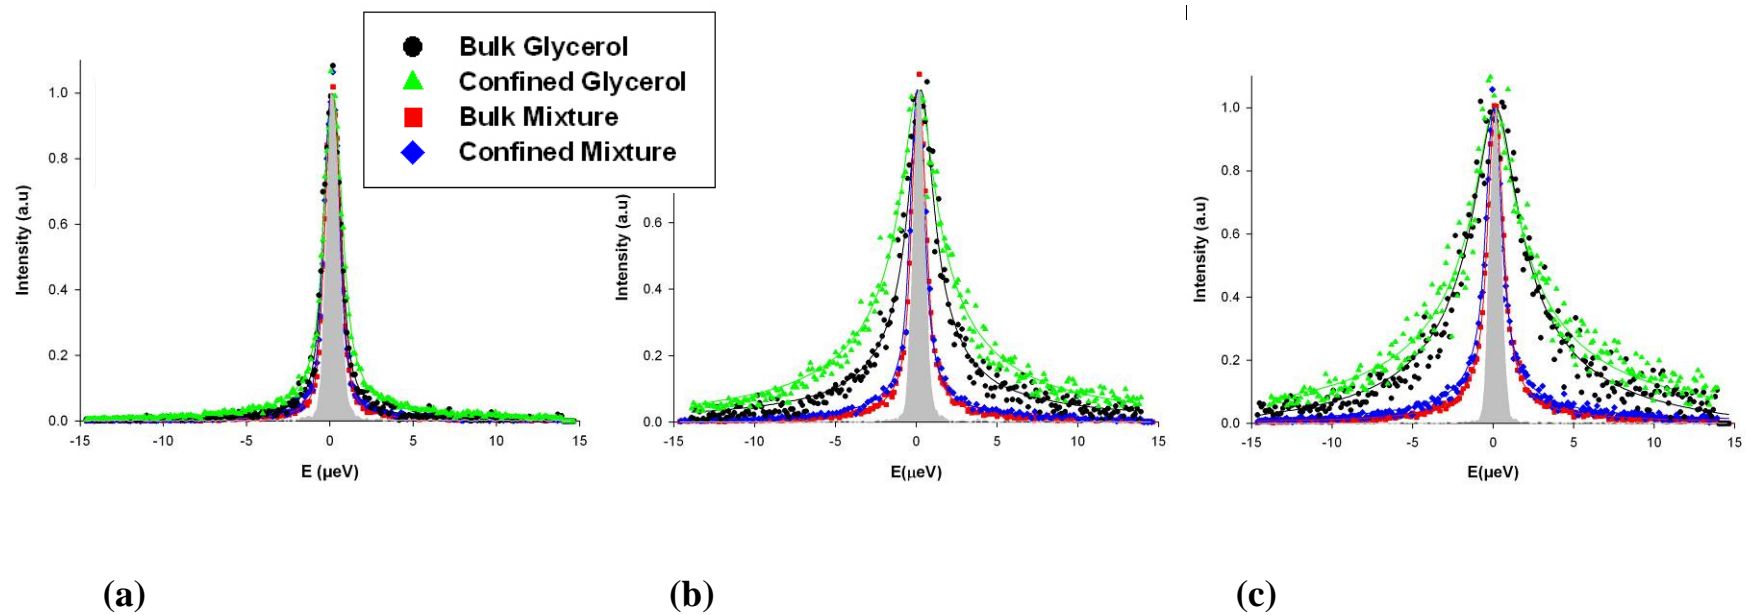 Bulk Glycerol
Confined Glycerol
Bulk Mixture
Confined Mixture
Intensity (a.u)
1.0
0.8
0.6
0.4
0.2
0.0
-15 -10 -5 0 5 10 15
E (µeV)
(a)
Intensity (a.u)
0.6
0.4
0.2
0.0
-15 -10 -5 0 5 10 15
E(µeV)
(b)
Intensity (a.u)
1.0
0.8
0.6
0.4
0.2
0.0
-15 -10 -5 0 5 10 15
E(µeV)
(c)